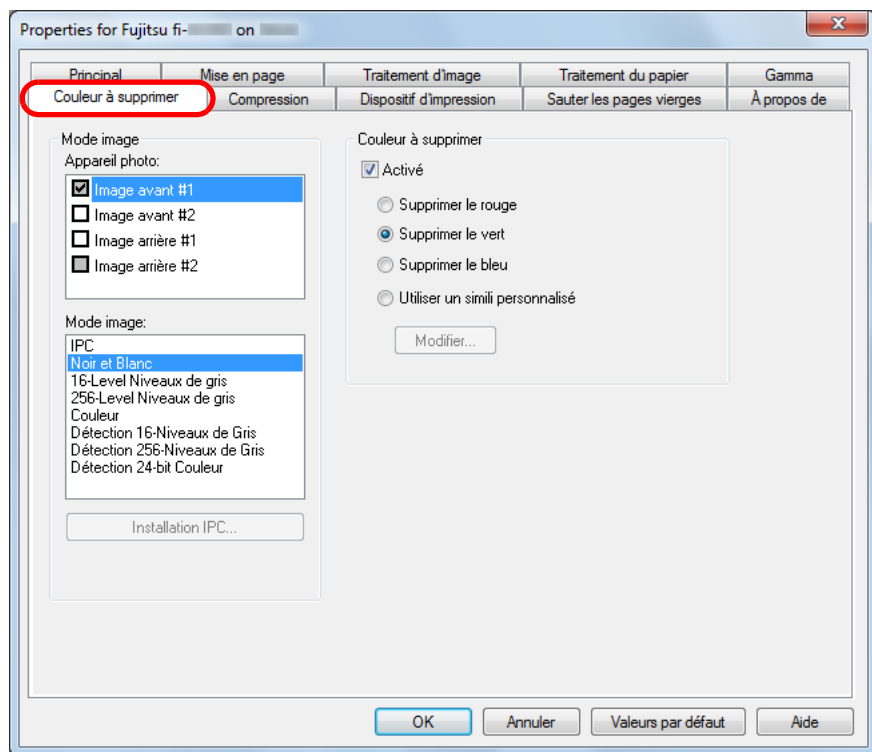 Properties for Fujitsu fi- on
Principal
Mise en page
Traitement d'image
Traitement du papier
Gamma
Couleur à supprimer
Compression
Dispositif d'impression
Sauter les pages vierges
À propos de
Mode image
Appareil photo:
Image avant #1
Image avant #2
Image arrière #1
Image arrière #2
Mode image:
IPC
Noir et Blanc
16-Level Niveaux de gris
256-Level Niveaux de gris
Couleur
Détection 16-Niveaux de Gris
Détection 256-Niveaux de Gris
Détection 24-bit Couleur
Installation IPC...
Couleur à supprimer
Activé
Supprimer le rouge
Supprimer le vert
Supprimer le bleu
Utiliser un simili personnalisé
Modifier...
OK
Annuler
Valeurs par défaut
Aide